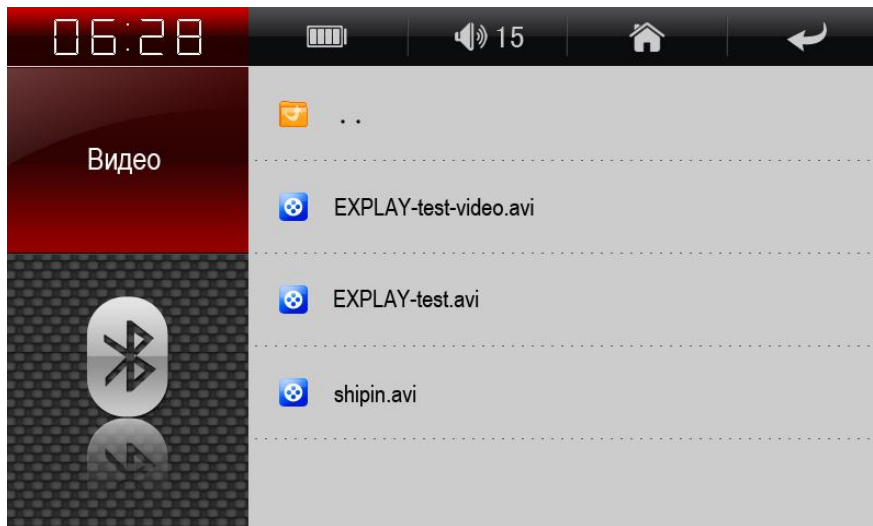 06:28
15
Видео
..
EXPLAY-test-video.avi
EXPLAY-test.avi
shipin.avi